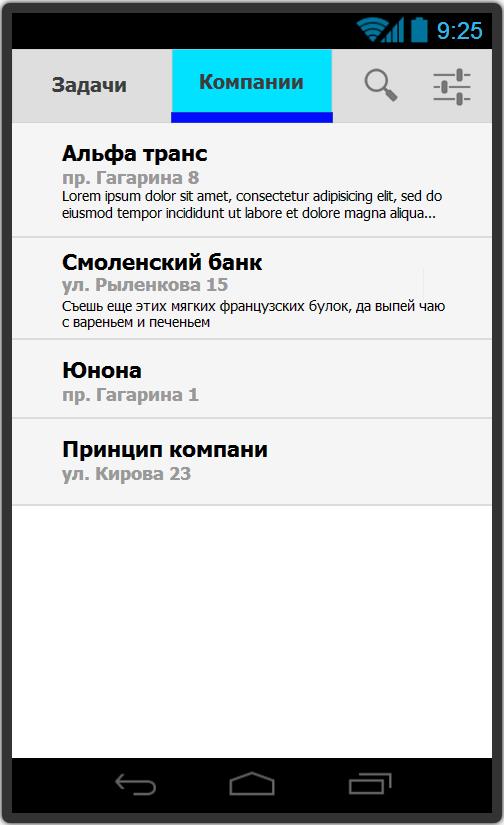 9:25
Задачи
Компании
Альфа транс
пр. Гагарина 8
Lorem ipsum dolor sit amet, consectetur adipisicing elit, sed do
eiusmod tempor incididunt ut labore et dolore magna aliqua...
Смоленский банк
ул. Рыленкова 15
Съешь еще этих мягких французских булок, да выпей чаю
с вареньем и печеньем
Юнона
пр. Гагарина 1
Принцип компани
ул. Кирова 23